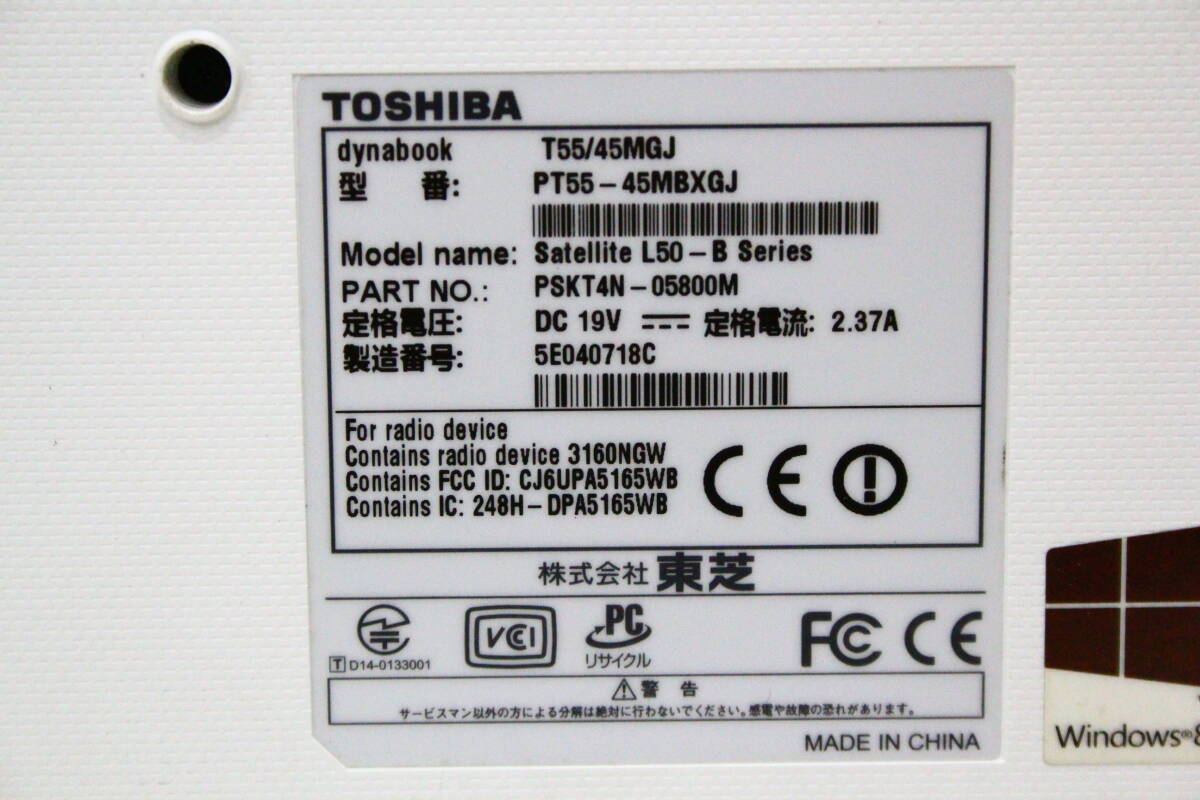 TOSHIBA
dynabook T55/45MGJ
型 番: PT55-45MBXGJ
Model name: Satellite L50-B Series
PART NO.: PSKT4N-05800M
定格電圧: DC 19V 定格電流: 2.37A
製造番号: 5E040718C
For radio device
Contains radio device 3160NGW
Contains FCC ID: CJ6UPA5165WB
Contains IC: 248H-DPA5165WB
CE
株式会社 東芝
T D14-0133001
VCCI
PC
リサイクル
FC CE
⚠警 告
サービスマン以外の方による分解は絶対に行わないでください。感電や故障の恐れがあります。
MADE IN CHINA
Windows®8